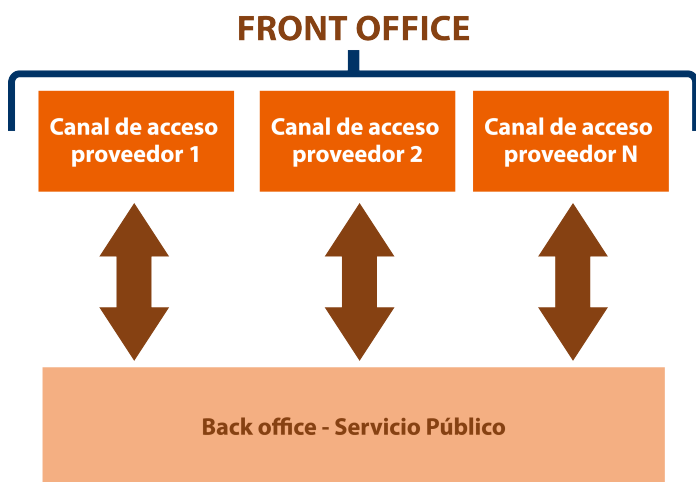 FRONT OFFICE
Canal de acceso
proveedor 1
Canal de acceso
proveedor 2
Canal de acceso
proveedor N
Back office - Servicio Público